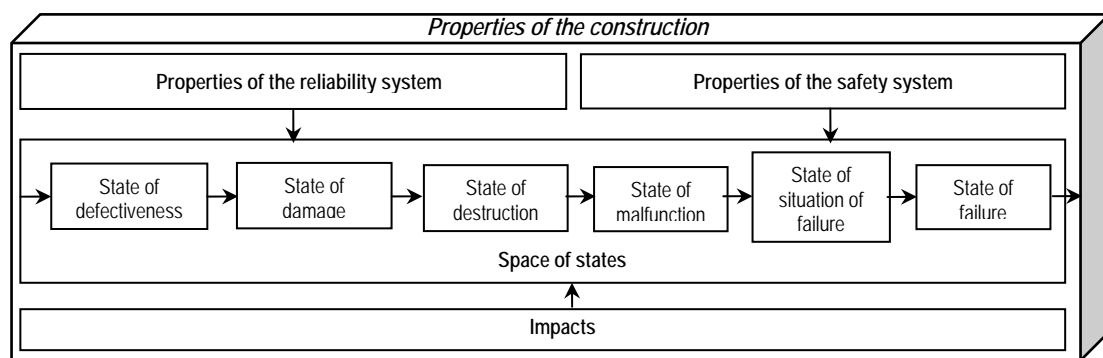 Properties of the construction
Properties of the reliability system
Properties of the safety system
State of
defectiveness
State of
damage
State of
destruction
State of
malfunction
State of
situation of
failure
State of
failure
Space of states
Impacts